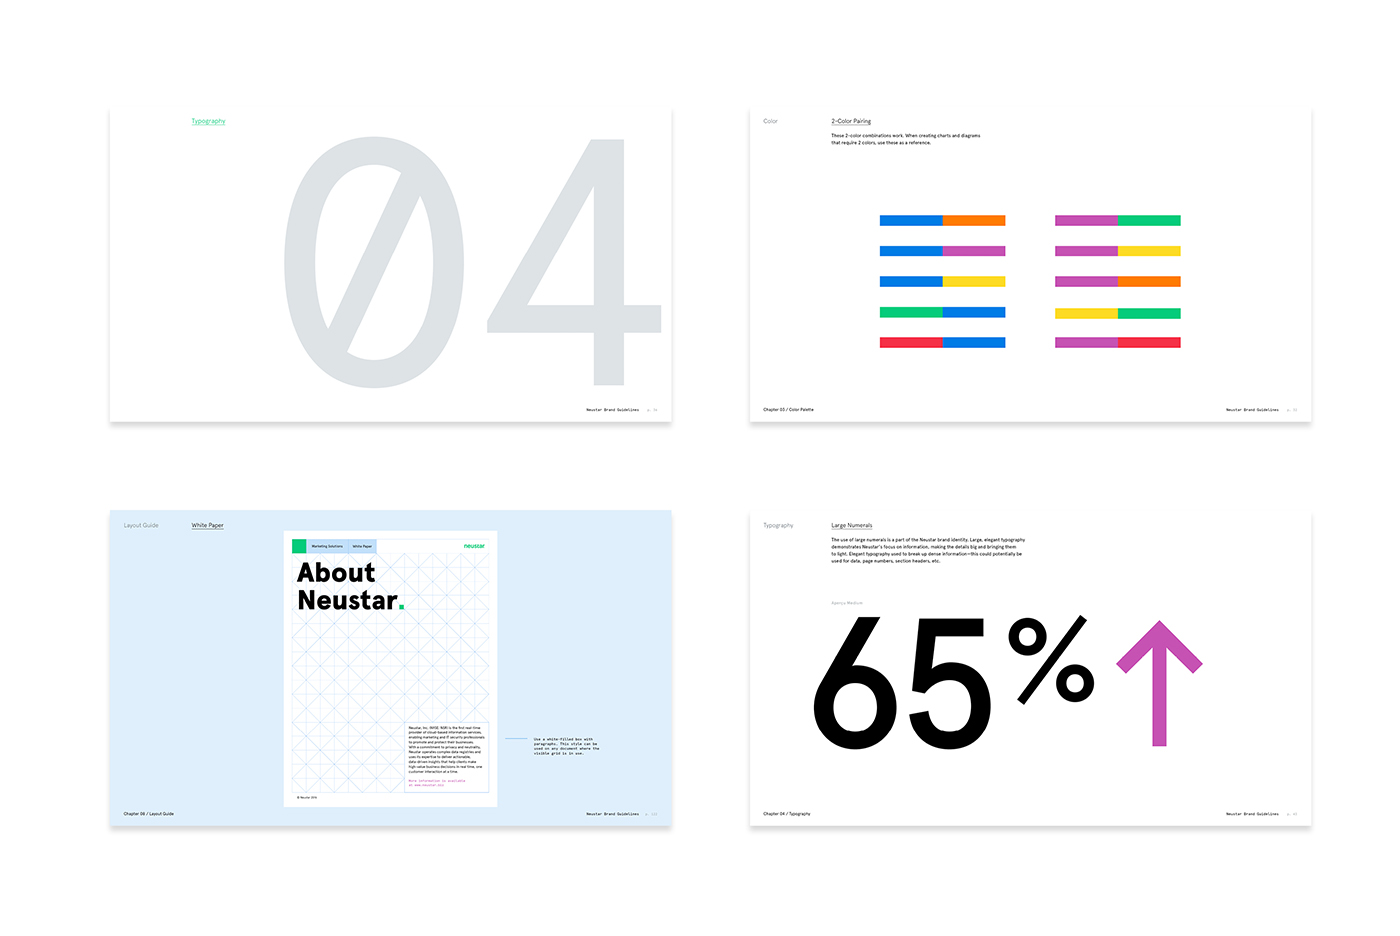 Typography
04
Neustar Brand Guidelines
Color
2-Color Pairing
These 2-color combinations work. When creating charts and diagrams
that require 2 colors, use these as a reference.
Chapter 03 / Color Palette
Neustar Brand Guidelines
Layout Guide
White Paper
Marketing Solutions
White Paper
neustar
About
Neustar.
Neustar, Inc. (NYSE: NSR) is the first real-time
provider of cloud-based information services,
enabling marketing and IT security professionals
to promote and protect their businesses.
With a commitment to privacy and neutrality,
Neustar operates complex data registries and
uses its expertise to deliver actionable,
data-driven insights that help clients make
high-value business decisions in real time, one
customer interaction at a time.
More information is available
at www.neustar.biz
© Neustar 2015
Use a white-filled box with
paragraphs. This style can be
used on any document where the
visible grid is in use.
Chapter 08 / Layout Guide
Neustar Brand Guidelines
Typography
Large Numerals
The use of large numerals is a part of the Neustar brand identity. Large, elegant typography
demonstrates Neustar's focus on information, making the details big and bringing them
to light. Elegant typography used to break up dense information—this could potentially be
used for data, page numbers, section headers, etc.
Apercu Medium
65%
Chapter 04 / Typography
Neustar Brand Guidelines